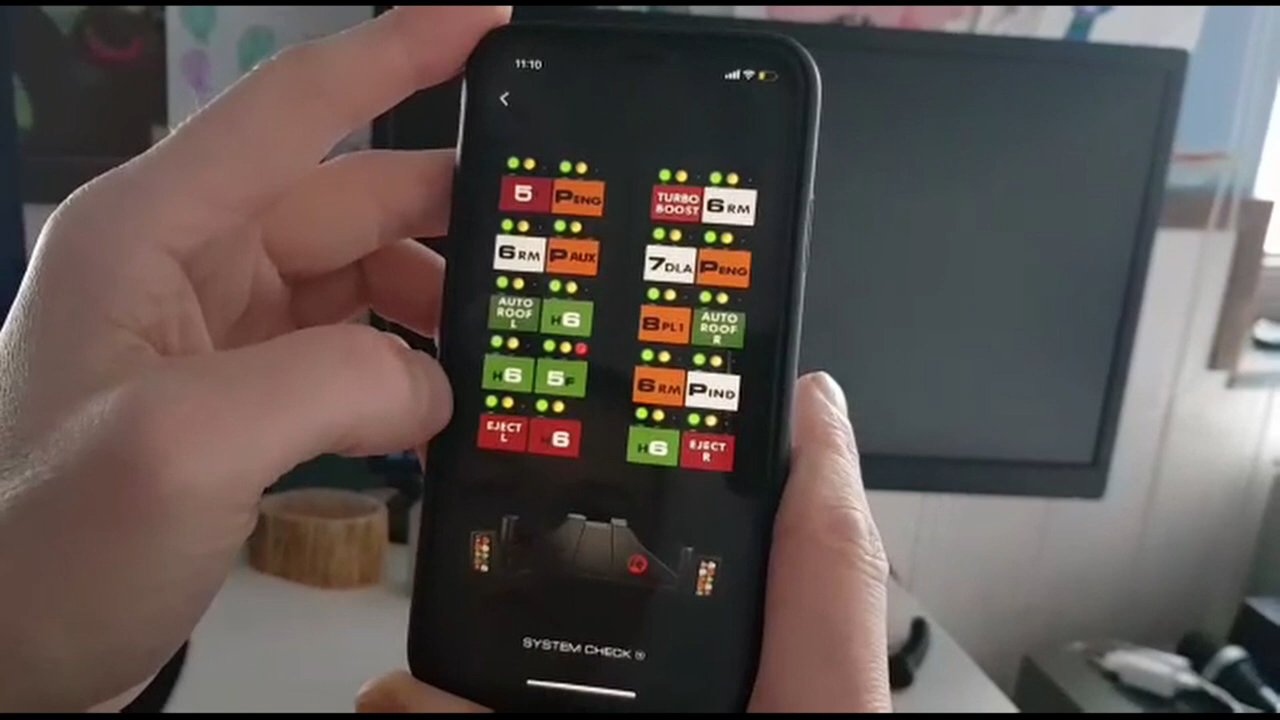 11:10
5 PENG
TURBO BOOST 6RM
6RM PAUX
7DLA PENG
AUTO ROOF L H6
8PL1 AUTO ROOF R
H6 5F
6RM PIND
EJECT L H6
H6 EJECT R
SYSTEM CHECK